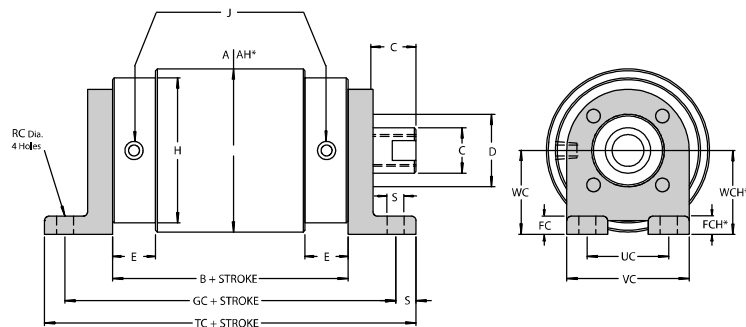 J
A AH*
C
RC Dia.
4 Holes
H
C
D
S
E
E
B + STROKE
GC + STROKE
S
TC + STROKE
WC
WCH*
FC
FCH*
UC
VC